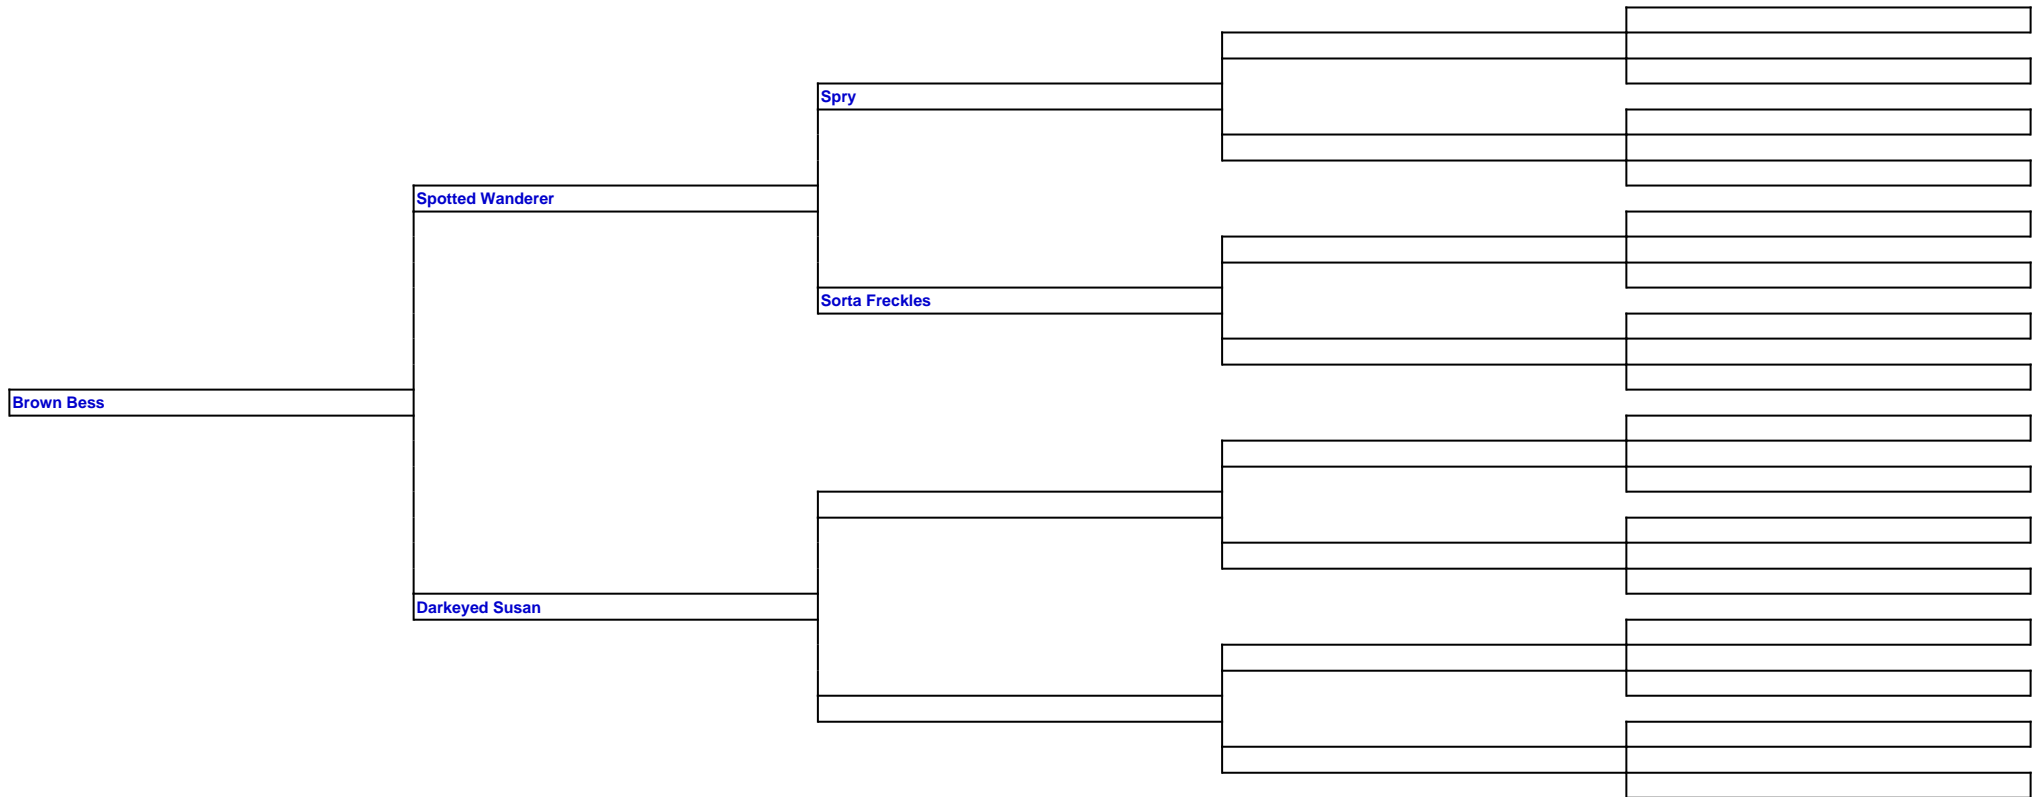 Spry
Spotted Wanderer
Sorta Freckles
Brown Bess
Darkeyed Susan